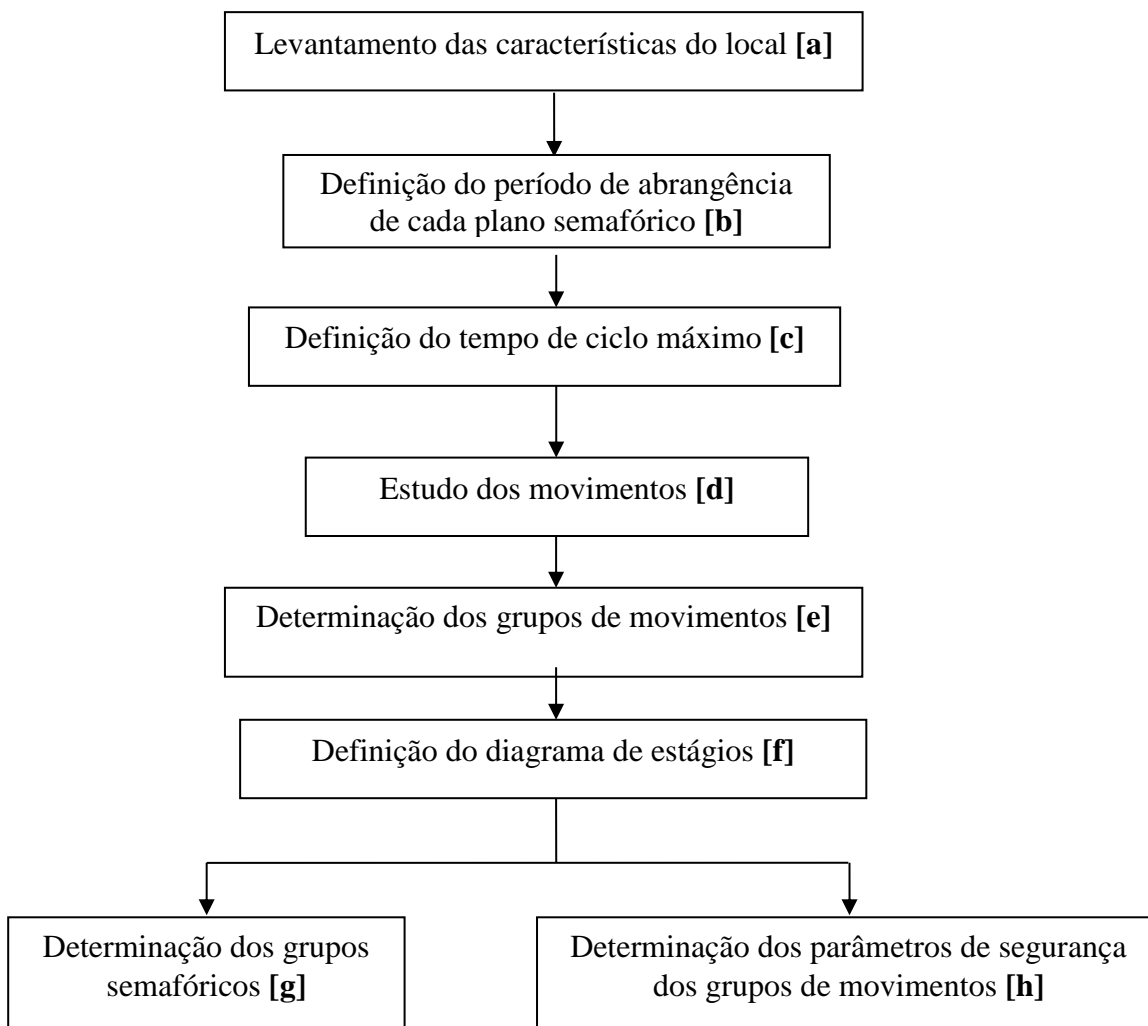 Levantamento das características do local [a]
Definição do período de abrangência
de cada plano semafórico [b]
Definição do tempo de ciclo máximo [c]
Estudo dos movimentos [d]
Determinação dos grupos de movimentos [e]
Definição do diagrama de estágios [f]
Determinação dos grupos
semafóricos [g]
Determinação dos parâmetros de segurança
dos grupos de movimentos [h]